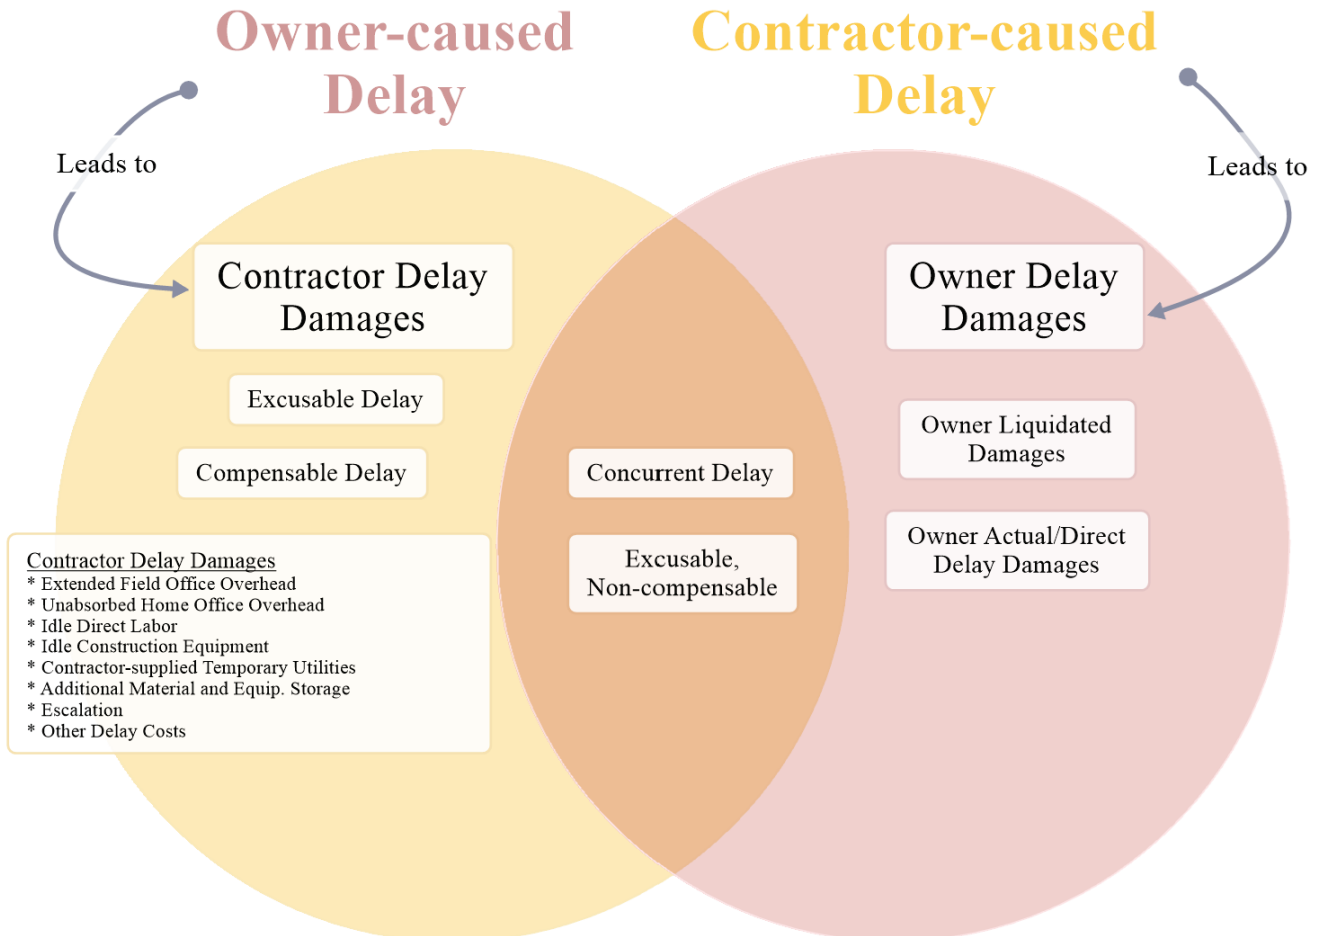 Owner-caused
Delay
Contractor-caused
Delay
Leads to
Leads to
Contractor Delay
Damages
Excusable Delay
Compensable Delay
Contractor Delay Damages
* Extended Field Office Overhead
* Unabsorbed Home Office Overhead
* Idle Direct Labor
* Idle Construction Equipment
* Contractor-supplied Temporary Utilities
* Additional Material and Equip. Storage
* Escalation
* Other Delay Costs
Concurrent Delay
Excusable,
Non-compensable
Owner Delay
Damages
Owner Liquidated
Damages
Owner Actual/Direct
Delay Damages